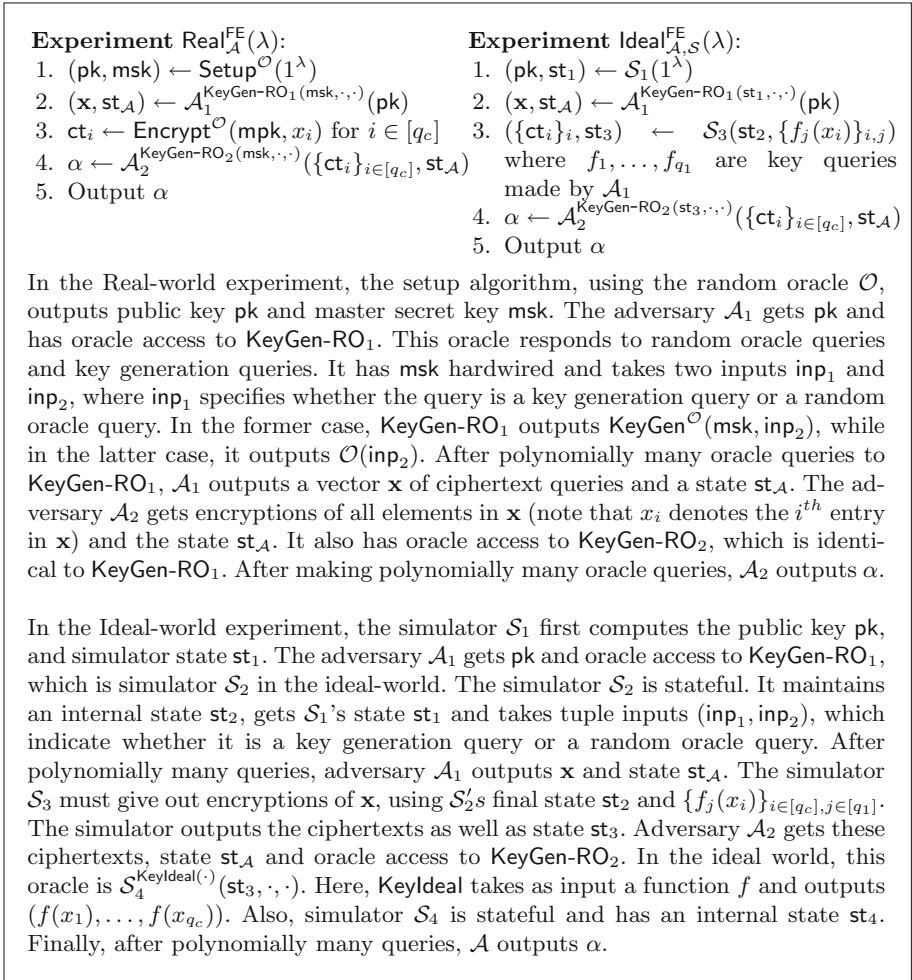 Experiment Real^FE_A(λ):
1. (pk, msk) ← Setup^O(1^λ)
2. (x, st_A) ← A_1^KeyGen-RO_1(msk,·,·)(pk)
3. ct_i ← Encrypt^O(mpk, x_i) for i ∈ [q_c]
4. α ← A_2^KeyGen-RO_2(msk,·,·)({ct_i}_{i∈[q_c]}, st_A)
5. Output α
Experiment Ideal^FE_{A,S}(λ):
1. (pk, st_1) ← S_1(1^λ)
2. (x, st_A) ← A_1^KeyGen-RO_1(st_1,·,·)(pk)
3. ({ct_i}_i, st_3) ← S_3(st_2, {f_j(x_i)}_{i,j})
where f_1, . . . , f_{q_1} are key queries
made by A_1
4. α ← A_2^KeyGen-RO_2(st_3,·,·)({ct_i}_{i∈[q_c]}, st_A)
5. Output α
In the Real-world experiment, the setup algorithm, using the random oracle O,
outputs public key pk and master secret key msk. The adversary A_1 gets pk and
has oracle access to KeyGen-RO_1. This oracle responds to random oracle queries
and key generation queries. It has msk hardwired and takes two inputs inp_1 and
inp_2, where inp_1 specifies whether the query is a key generation query or a random
oracle query. In the former case, KeyGen-RO_1 outputs KeyGen^O(msk, inp_2), while
in the latter case, it outputs O(inp_2). After polynomially many oracle queries to
KeyGen-RO_1, A_1 outputs a vector x of ciphertext queries and a state st_A. The ad-
versary A_2 gets encryptions of all elements in x (note that x_i denotes the i^th entry
in x) and the state st_A. It also has oracle access to KeyGen-RO_2, which is identi-
cal to KeyGen-RO_1. After making polynomially many oracle queries, A_2 outputs α.
In the Ideal-world experiment, the simulator S_1 first computes the public key pk,
and simulator state st_1. The adversary A_1 gets pk and oracle access to KeyGen-RO_1,
which is simulator S_2 in the ideal-world. The simulator S_2 is stateful. It maintains
an internal state st_2, gets S_1's state st_1 and takes tuple inputs (inp_1, inp_2), which
indicate whether it is a key generation query or a random oracle query. After
polynomially many queries, adversary A_1 outputs x and state st_A. The simulator
S_3 must give out encryptions of x, using S_2's final state st_2 and {f_j(x_i)}_{i∈[q_c],j∈[q_1]}.
The simulator outputs the ciphertexts as well as state st_3. Adversary A_2 gets these
ciphertexts, state st_A and oracle access to KeyGen-RO_2. In the ideal world, this
oracle is S_4^KeyIdeal(·)(st_3, ·, ·). Here, KeyIdeal takes as input a function f and outputs
(f(x_1), . . . , f(x_{q_c})). Also, simulator S_4 is stateful and has an internal state st_4.
Finally, after polynomially many queries, A outputs α.